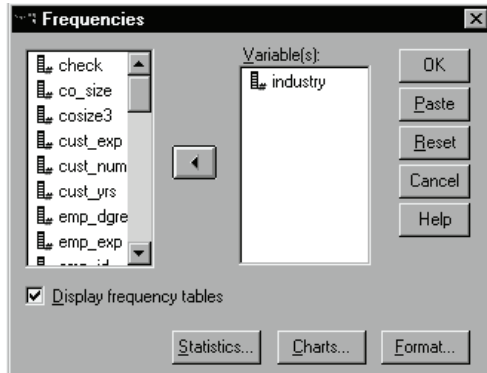 Frequencies
check
co_size
cosize3
cust_exp
cust_num
cust_yrs
emp_dgre
emp_exp
Variable(s):
industry
OK
Paste
Reset
Cancel
Help
Display frequency tables
Statistics...
Charts...
Format...